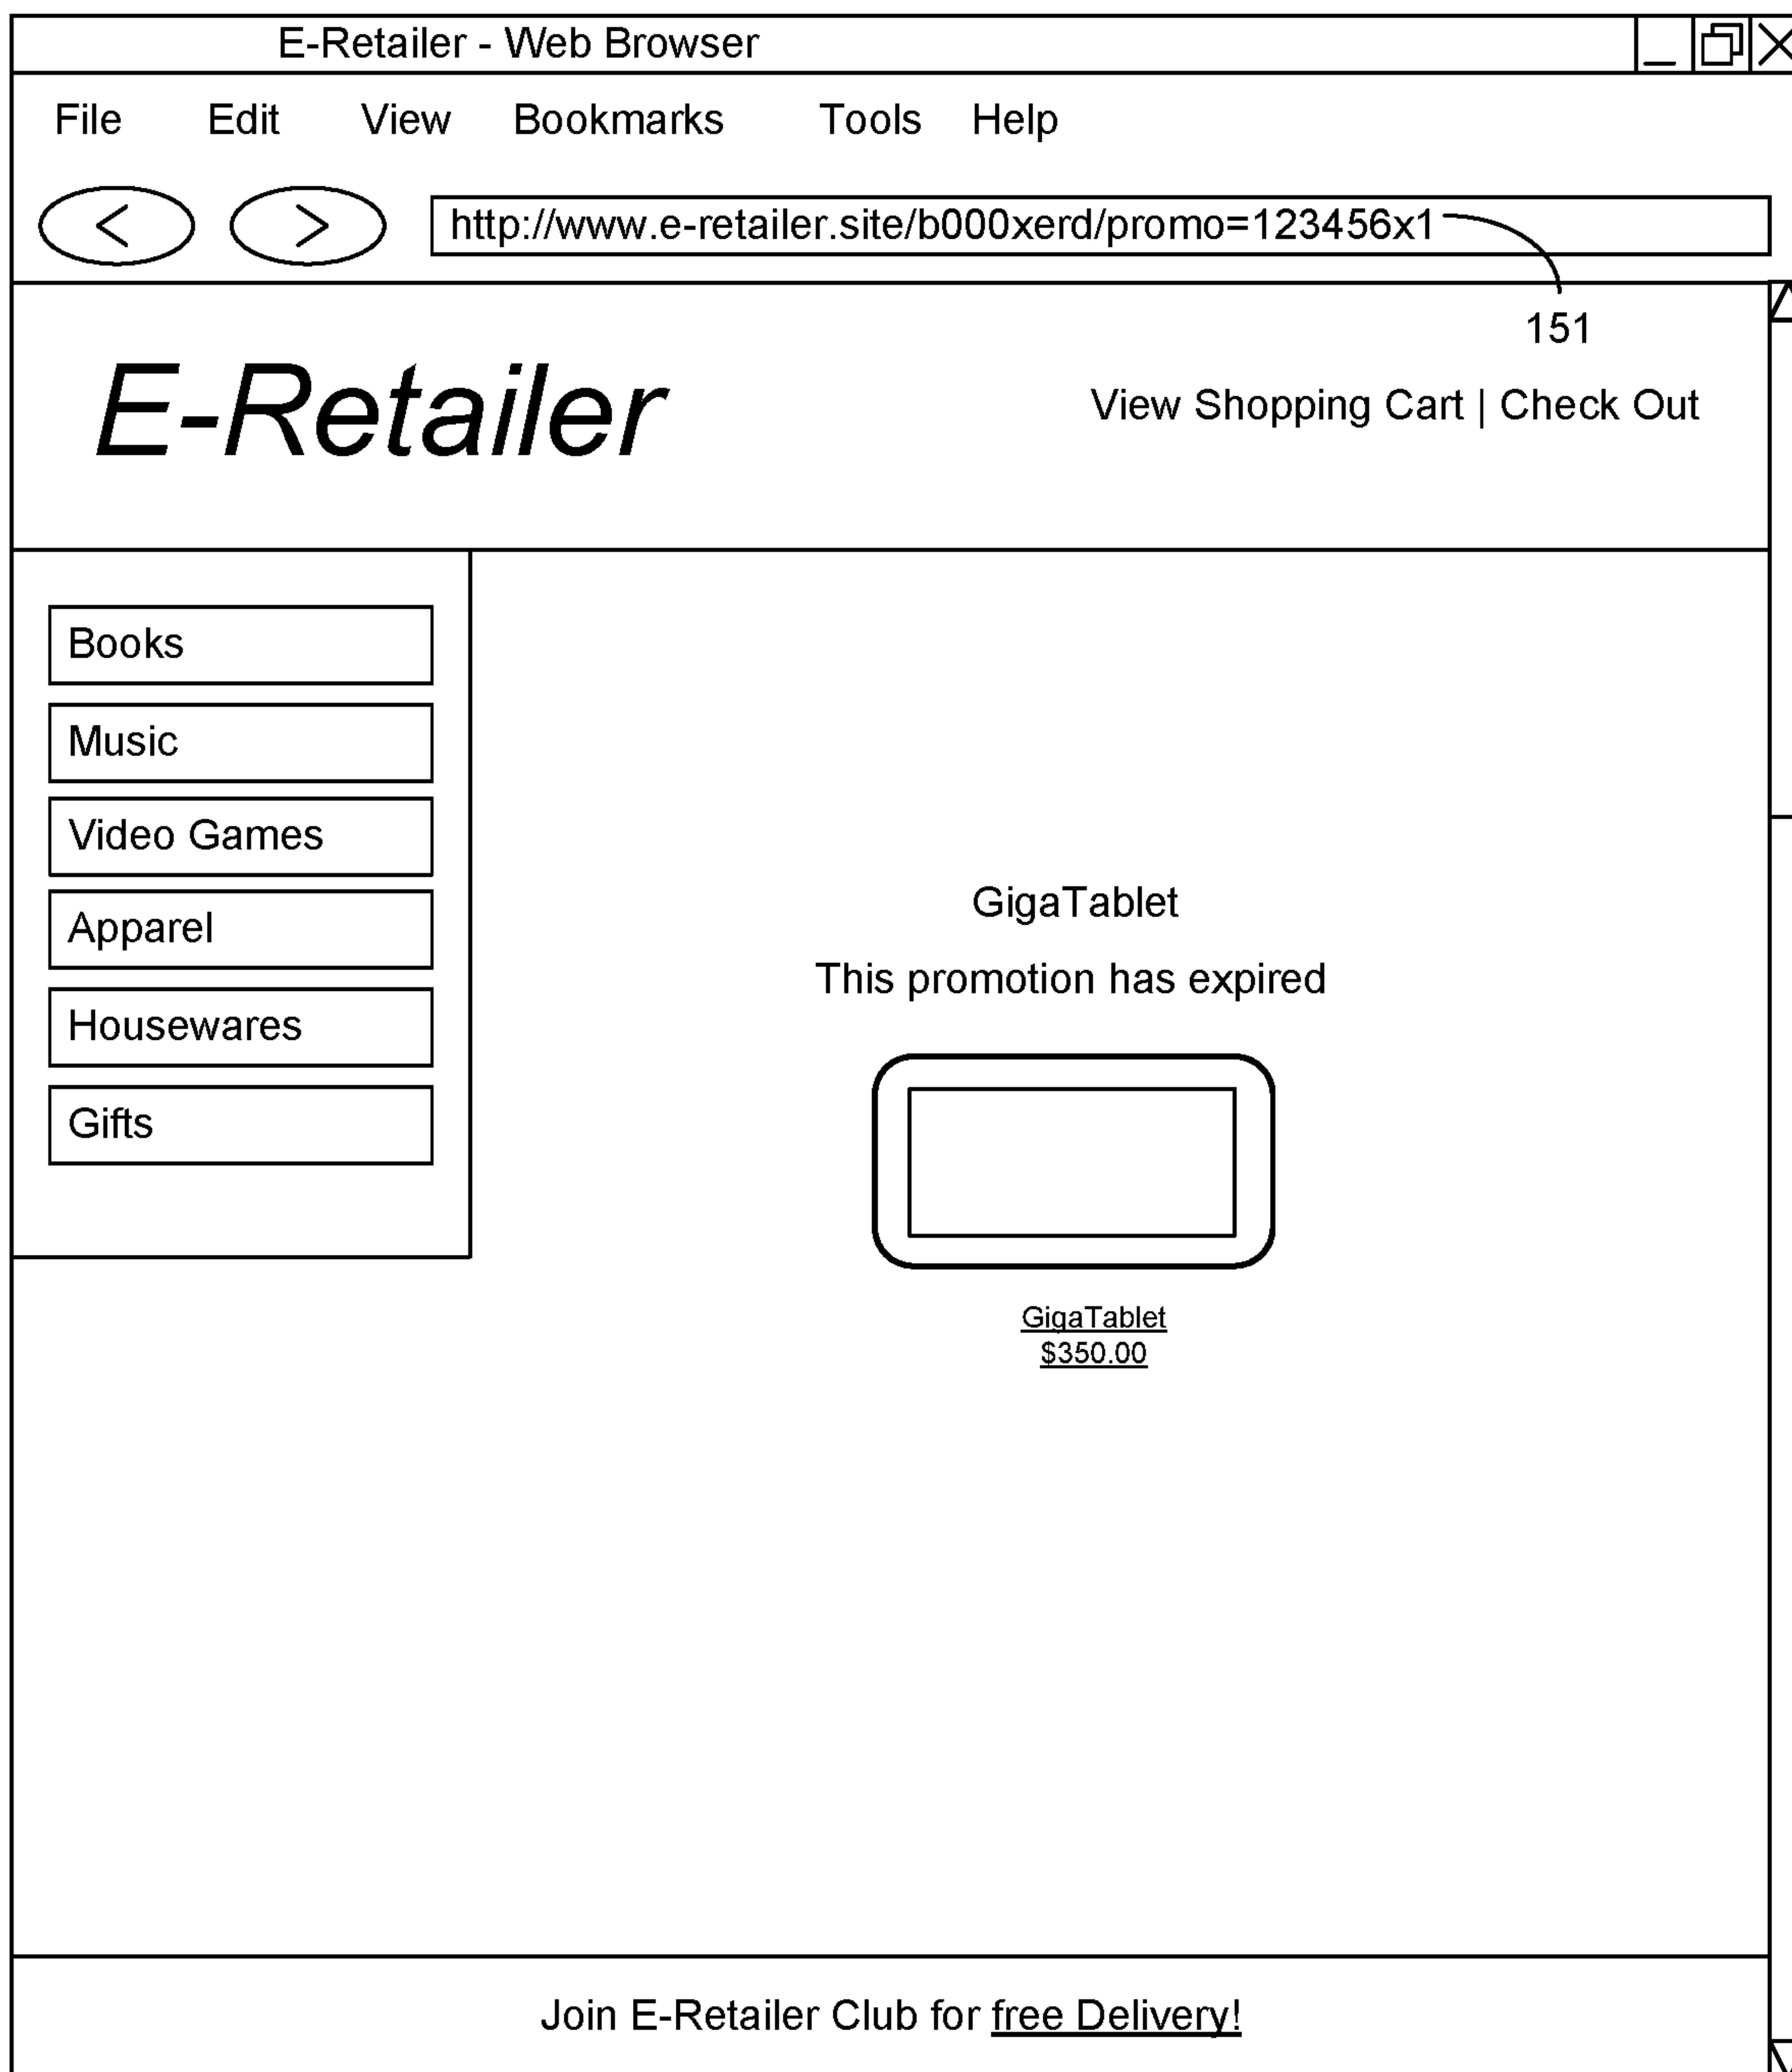 E-Retailer - Web Browser
File Edit View Bookmarks Tools Help
http://www.e-retailer.site/b000xerd/promo=123456x1
151
E-Retailer
View Shopping Cart | Check Out
Books
Music
Video Games
Apparel
Housewares
Gifts
GigaTablet
This promotion has expired
GigaTablet
$350.00
Join E-Retailer Club for free Delivery!